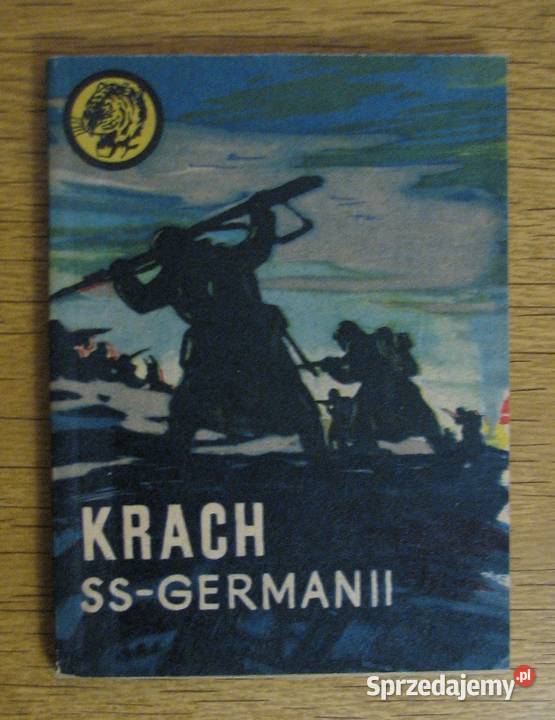 KRACH
SS-GERMANII
Sprzedajemy.pl